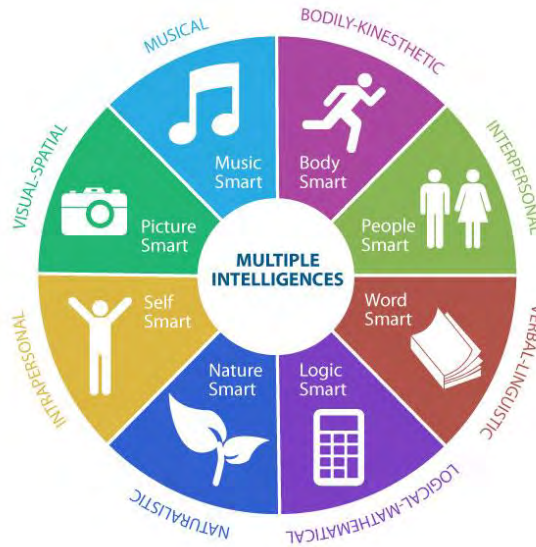 MUSICAL
BODILY-KINESTHETIC
INTERPERSONAL
VERBAL-LINGUISTIC
LOGICAL-MATHEMATICAL
NATURALISTIC
INTRAPERSONAL
VISUAL-SPATIAL
Music
Smart
Body
Smart
People
Smart
Word
Smart
Logic
Smart
Nature
Smart
Self
Smart
Picture
Smart
MULTIPLE
INTELLIGENCES